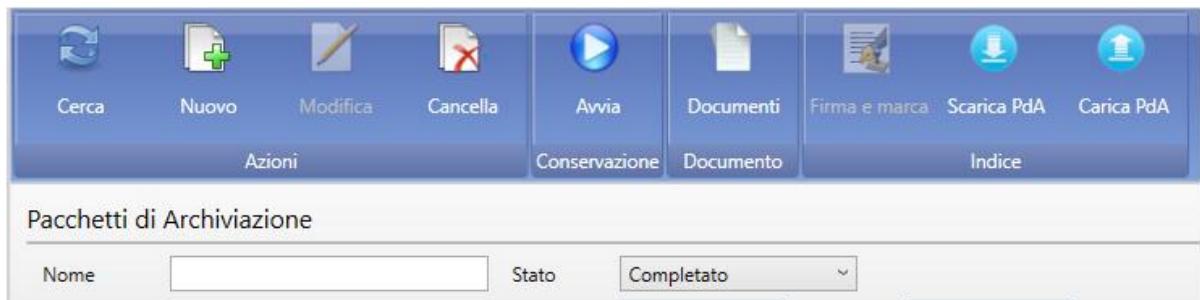 Cerca Nuovo Modifica Cancella Avvia Documenti Firma e marca Scarica PdA Carica PdA
Azioni Conservazione Documento Indice
Pacchetti di Archiviazione
Nome Stato Completato